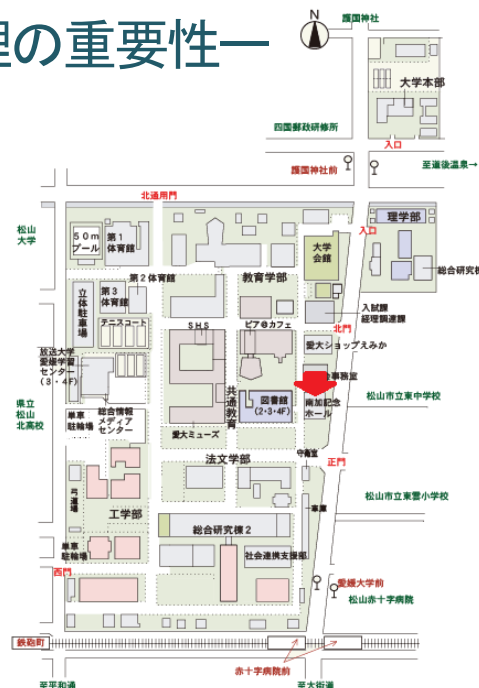 理の重要性―
N
護国神社
大学本部
四国郵政研修所
入口
護国神社前
至道後温泉→
北通用門
松山
大学
50m
プール
第1
体育館
理学部
入口
大学
会館
総合研究棟
第2体育館
教育学部
立体駐車場
第3
体育館
テニスコート
SHS
ピア@カフェ
入試課
経理調達課
北門
愛大ショップえみか
放送大学
愛媛学習
センター
(3・4F)
事務室
共通教育
図書館
(2・3・4F)
南加記念
ホール
松山市立東中学校
県立
松山
北高校
単車
駐輪場
総合情報
メディア
センター
愛大ミューズ
守衛室
法文学部
正門
弓道場
工学部
松山市立東雲小学校
車庫
総合研究棟2
単車
駐輪場
社会連携支援部
西門
愛媛大学前
松山赤十字病院
鉄砲町
赤十字病院前
至平和通
至大街道